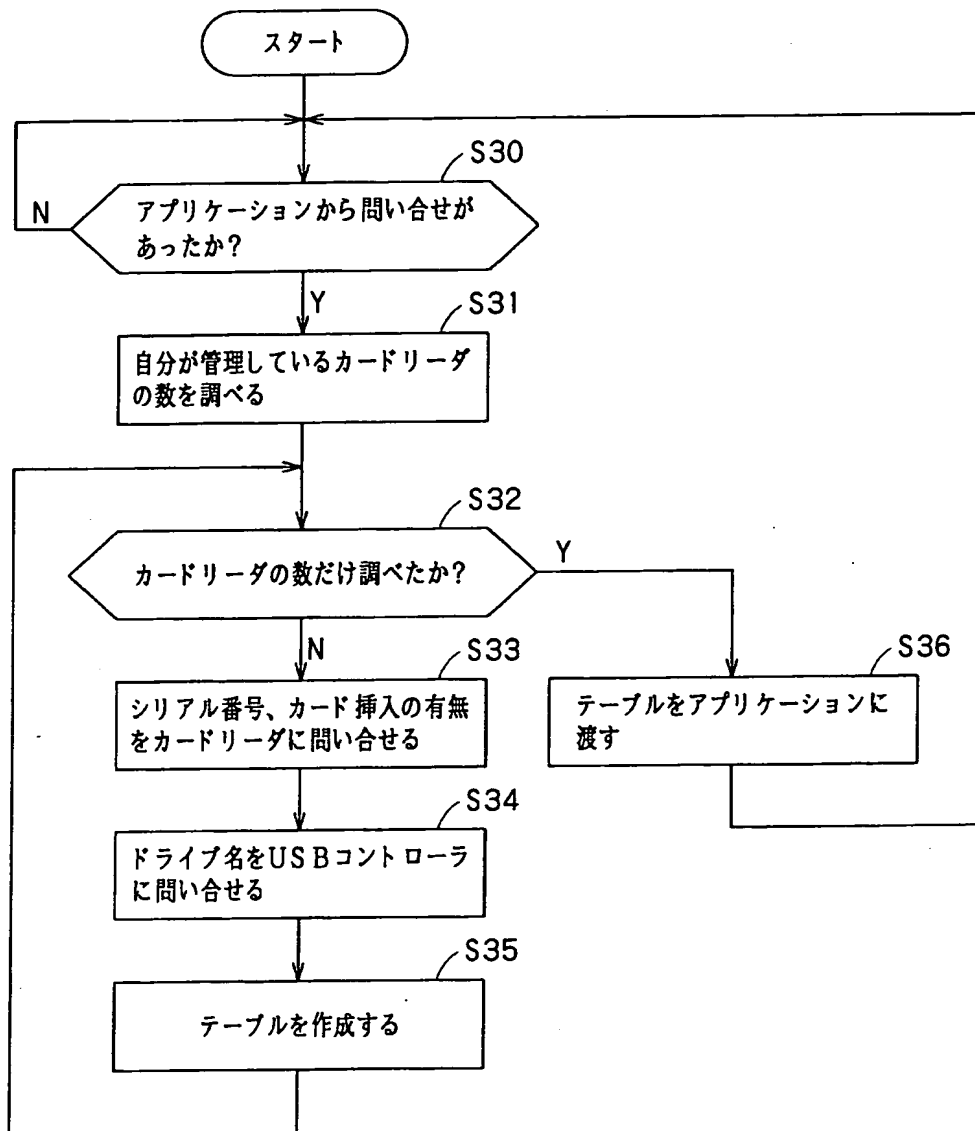 スタート
S30
アプリケーションから問い合せが
あったか?
N
Y
S31
自分が管理しているカードリーダ
の数を調べる
S32
カードリーダの数だけ調べたか?
Y
N
S33
シリアル番号、カード挿入の有無
をカードリーダに問い合せる
S36
テーブルをアプリケーションに
渡す
S34
ドライブ名をUSBコントローラ
に問い合せる
S35
テーブルを作成する